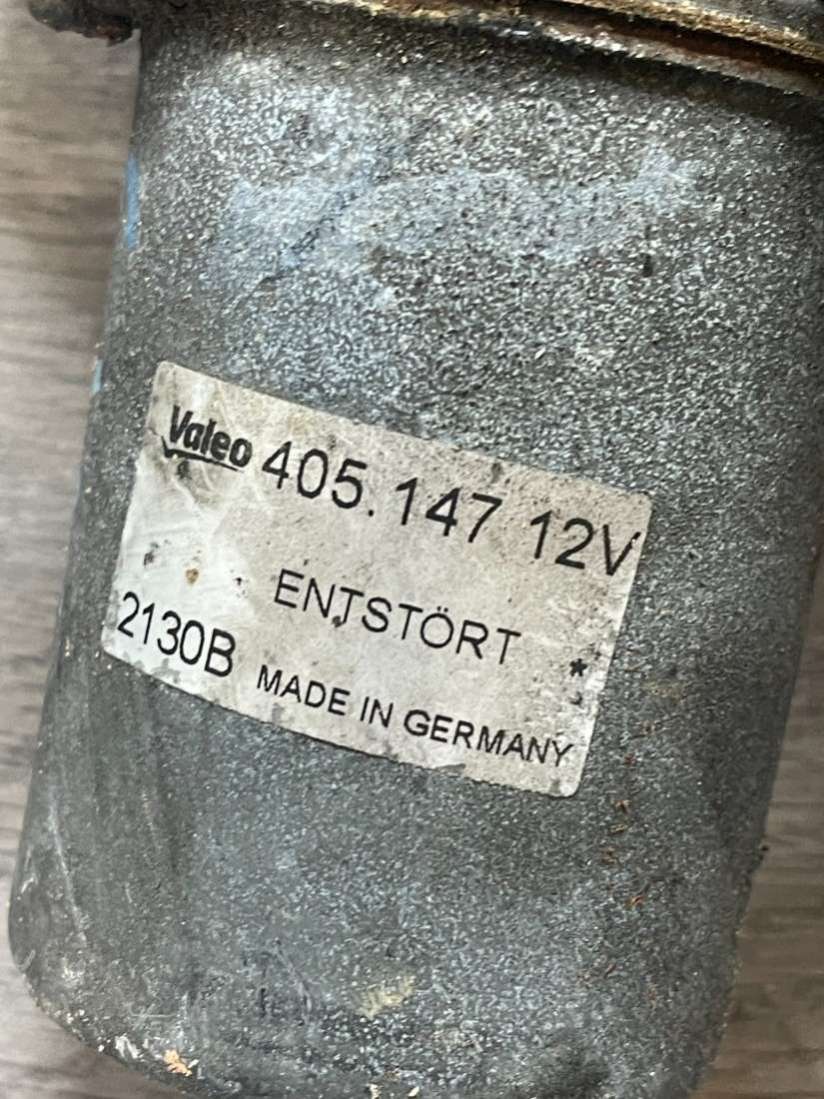 Valeo 405.147 12V
ENTSTÖRT *
2130B MADE IN GERMANY